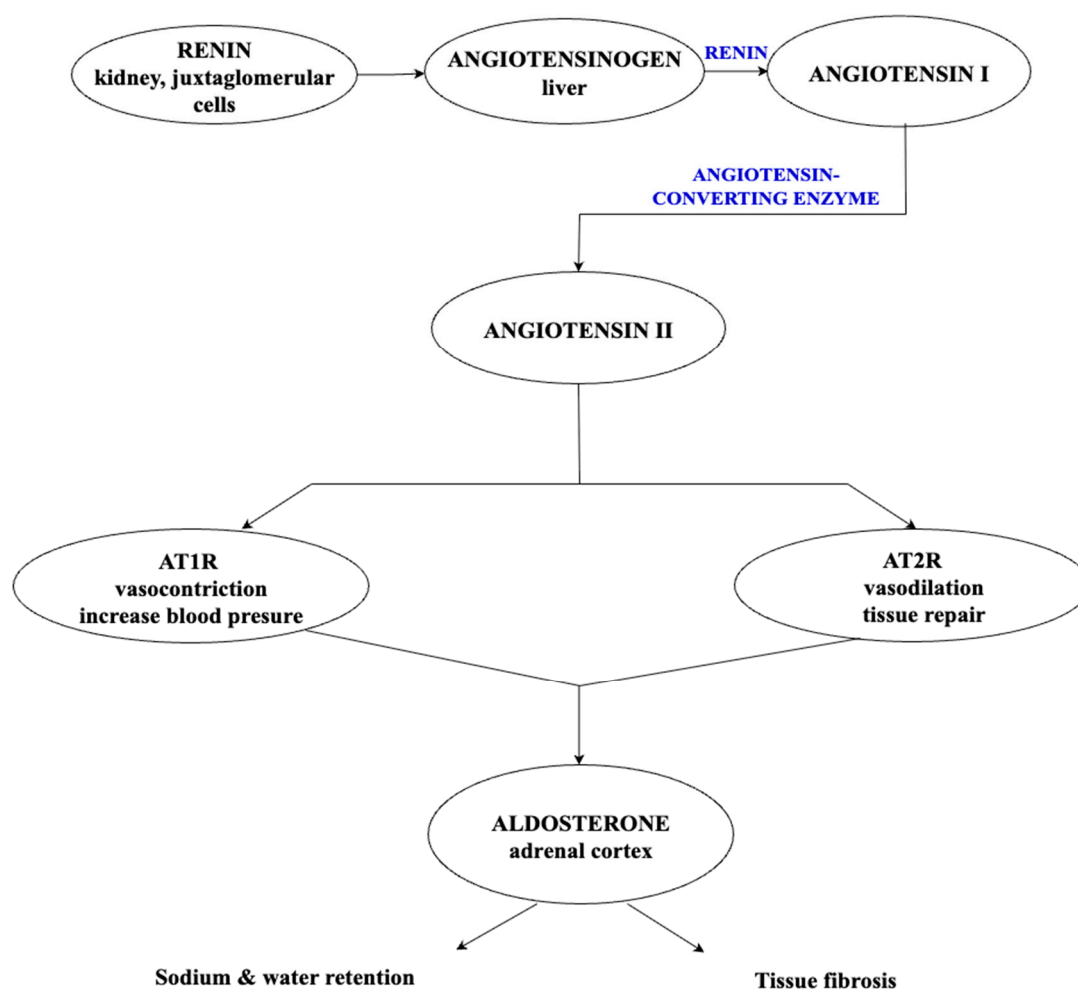 RENIN
kidney, juxtaglomerular
cells
ANGIOTENSINOGEN
liver
RENIN
ANGIOTENSIN I
ANGIOTENSIN-
CONVERTING ENZYME
ANGIOTENSIN II
AT1R
vasocontriction
increase blood presure
AT2R
vasodilation
tissue repair
ALDOSTERONE
adrenal cortex
Sodium & water retention
Tissue fibrosis